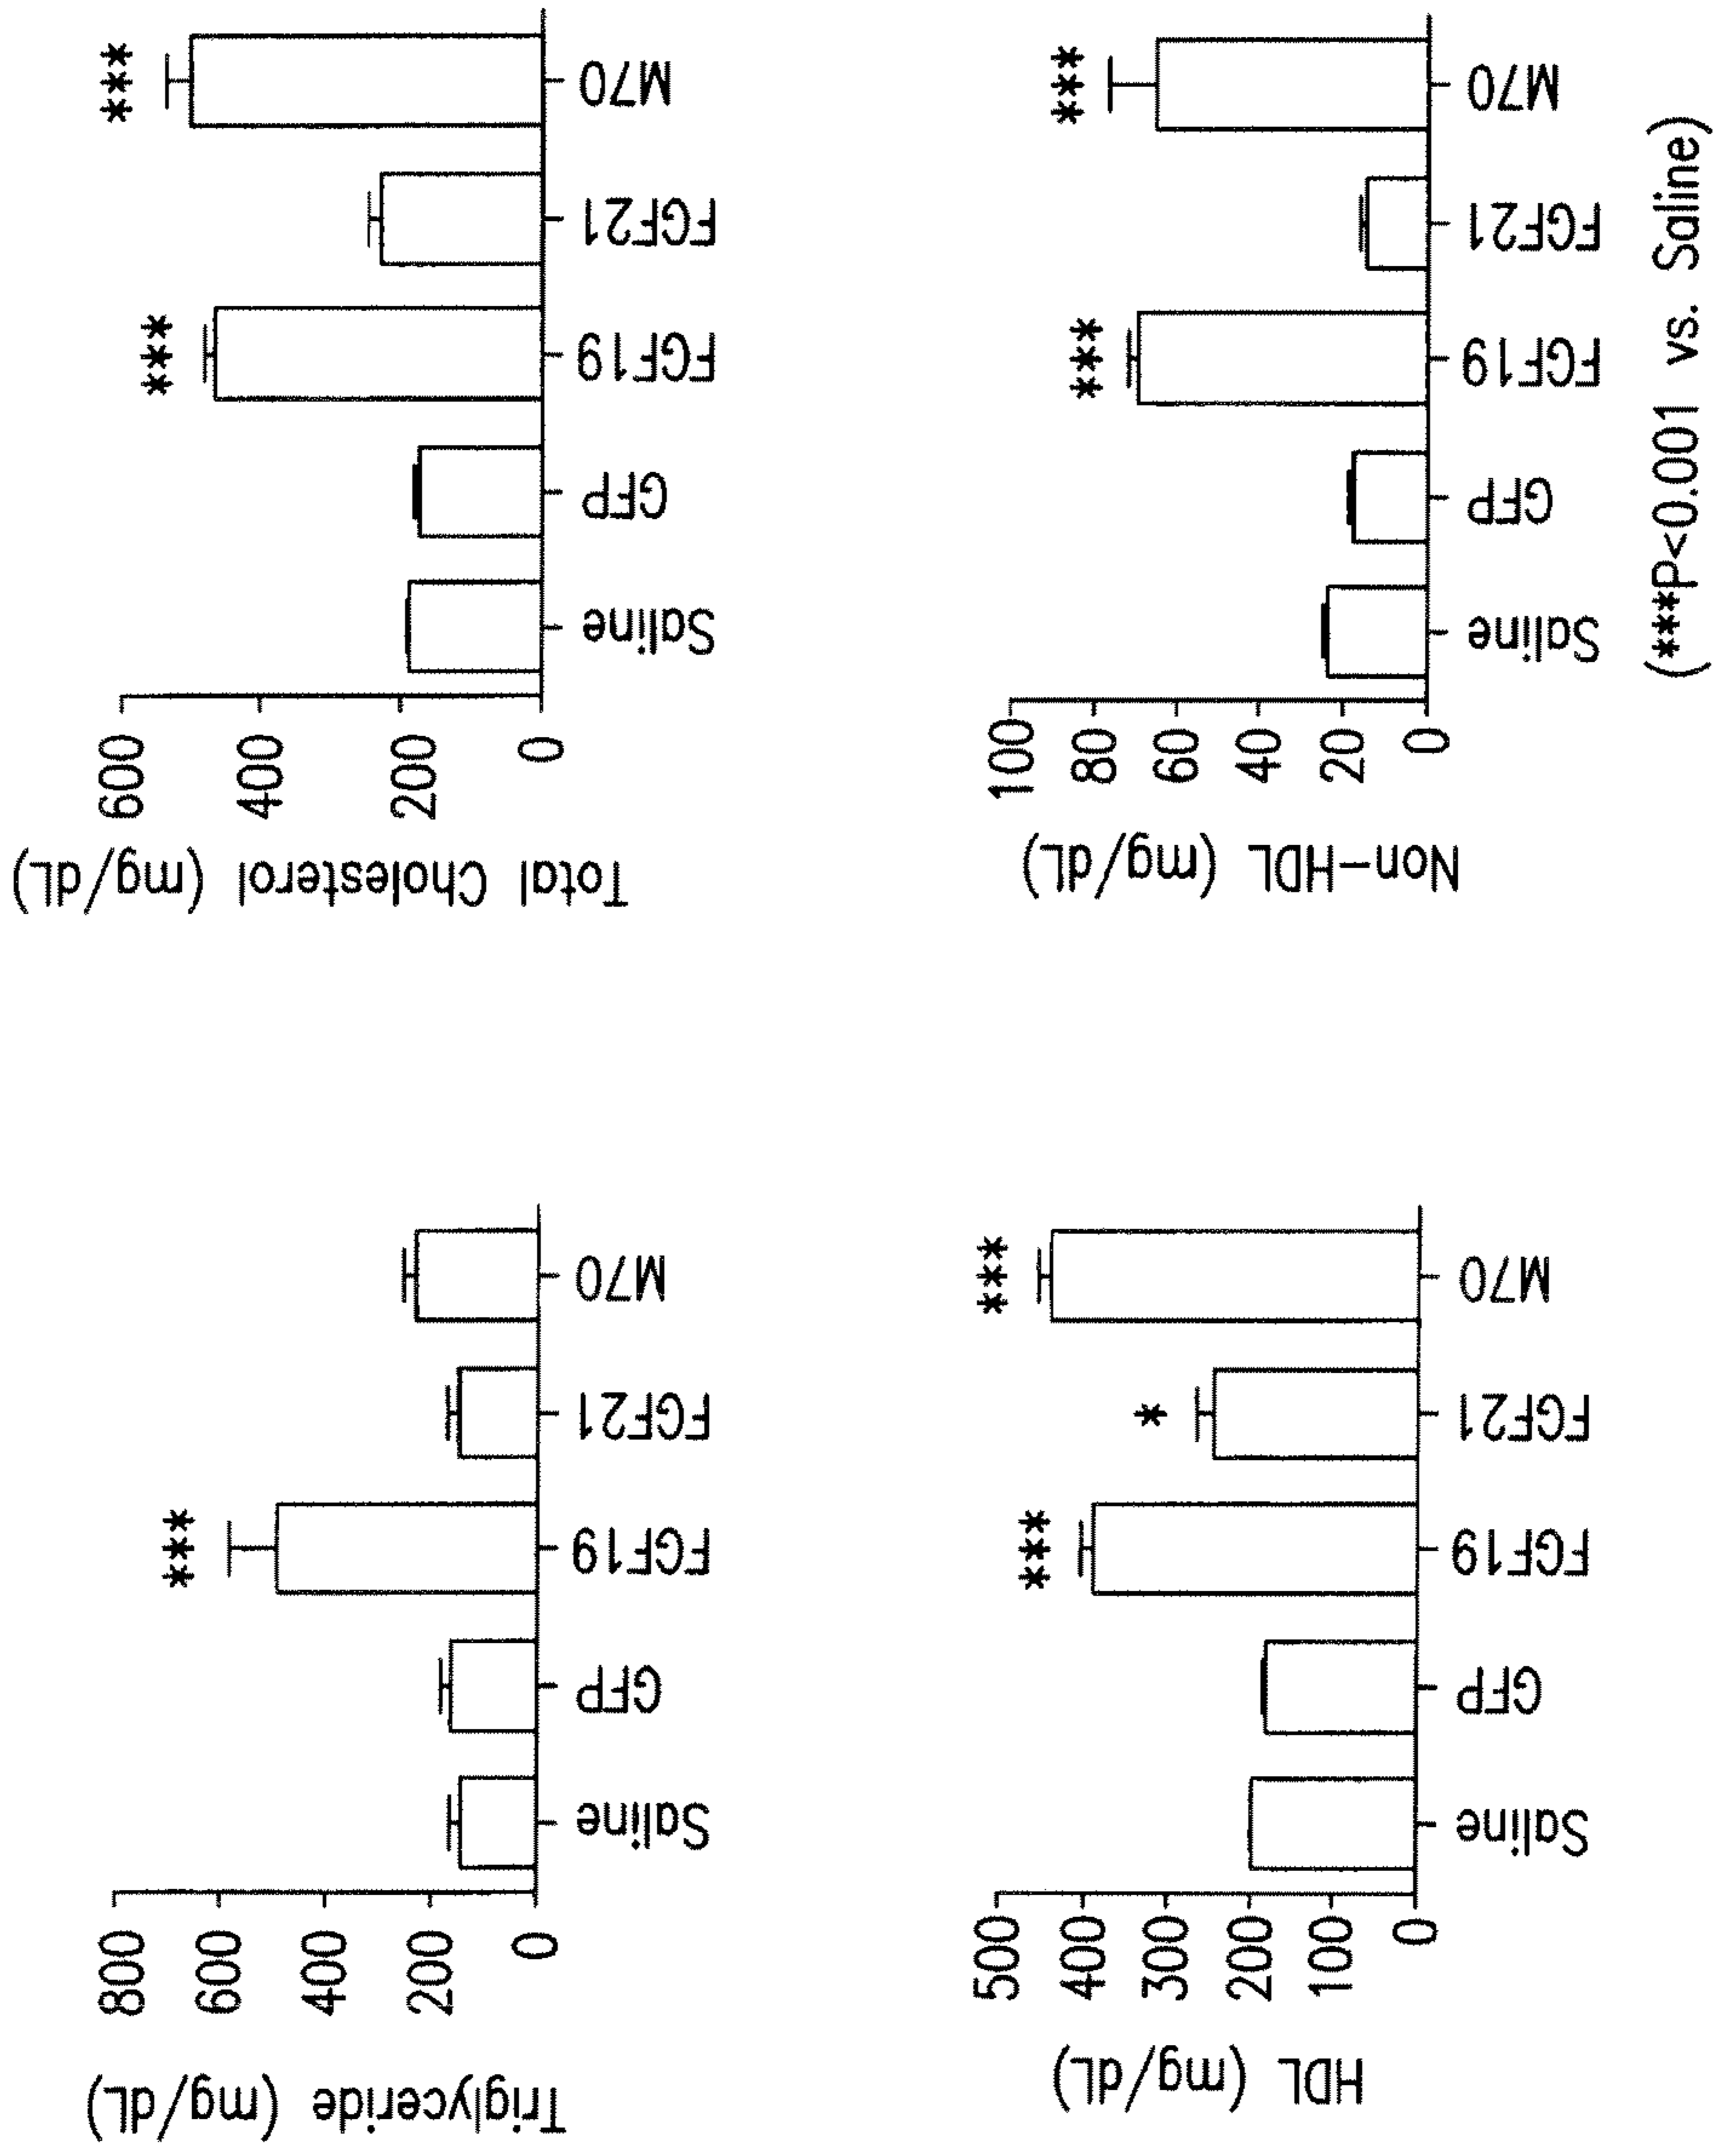 Triglyceride (mg/dL)
800
600
400
200
0
Saline
GFP
***
FGF19
FGF21
M70
Total Cholesterol (mg/dL)
600
400
200
0
Saline
GFP
***
FGF19
FGF21
***
M70
HDL (mg/dL)
500
400
300
200
100
0
Saline
GFP
***
FGF19
*
FGF21
***
M70
Non-HDL (mg/dL)
100
80
60
40
20
0
Saline
GFP
***
FGF19
FGF21
***
M70
(***P<0.001 vs. Saline)